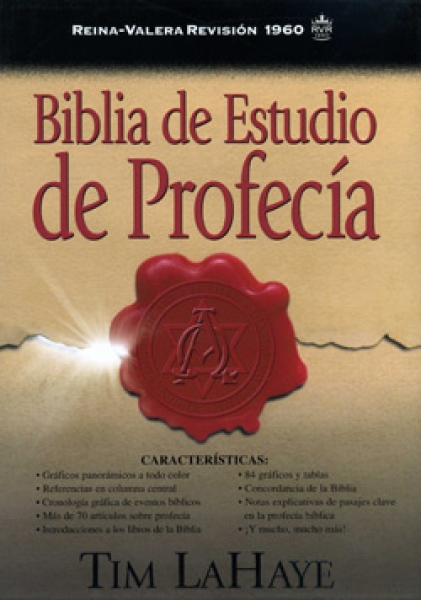 REINA-VALERA REVISIÓN 1960
RVR
1960
Biblia de Estudio
de Profecía
CARACTERÍSTICAS:
• Gráficos panorámicos a todo color
• Referencias en columna central
• Cronología gráfica de eventos bíblicos
• Más de 70 artículos sobre profecía
• Introducciones a los libros de la Biblia
• 84 gráficos y tablas
• Concordancia de la Biblia
• Notas explicativas de pasajes clave
en la profecía bíblica
• ¡Y mucho, mucho más!
TIM LAHAYE